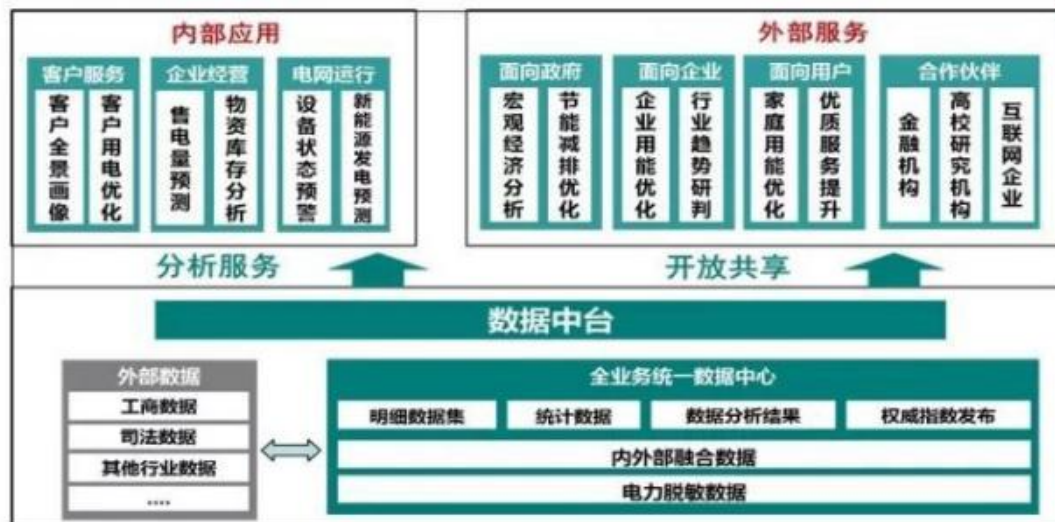 内部应用
客户服务
客户全景画像
客户用电优化
企业经营
售电量预测
物资库存分析
电网运行
设备状态预警
新能源发电预测
外部服务
面向政府
宏观经济分析
节能减排优化
面向企业
企业用能优化
行业趋势研判
面向用户
家庭用能优化
优质服务提升
合作伙伴
金融机构
高校研究机构
互联网企业
分析服务
开放共享
数据中台
外部数据
工商数据
司法数据
其他行业数据
....
全业务统一数据中心
明细数据集
统计数据
数据分析结果
权威指数发布
内外部融合数据
电力脱敏数据